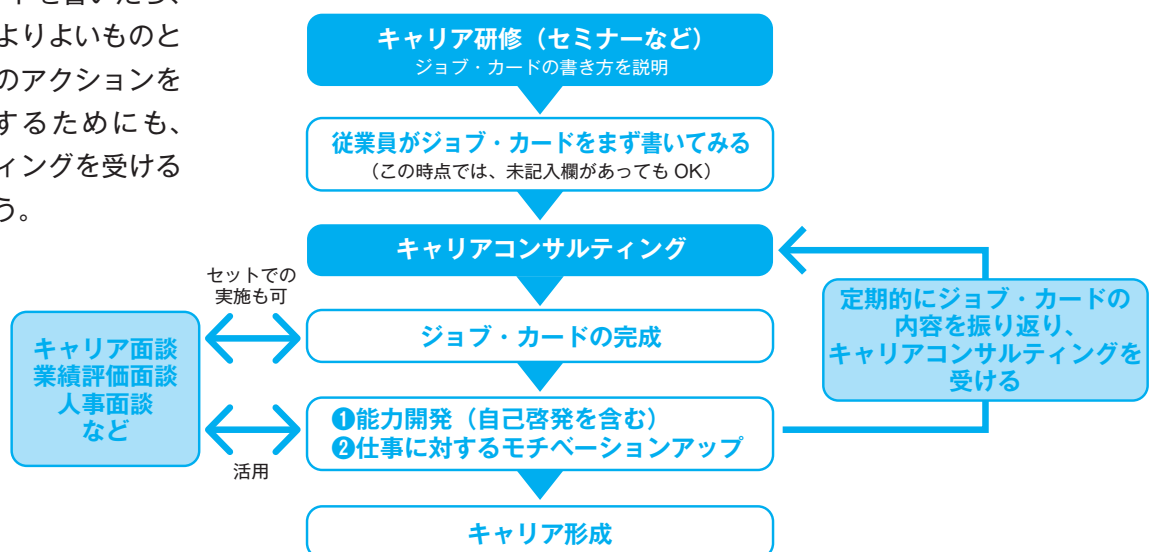 よりよいものと
のアクションを
するためにも、
ィングを受ける
う。
キャリア研修（セミナーなど）
ジョブ・カードの書き方を説明
従業員がジョブ・カードをまず書いてみる
（この時点では、未記入欄があっても OK）
キャリアコンサルティング
セットでの
実施も可
ジョブ・カードの完成
キャリア面談
業績評価面談
人事面談
など
❶能力開発（自己啓発を含む）
❷仕事に対するモチベーションアップ
活用
定期的にジョブ・カードの
内容を振り返り、
キャリアコンサルティングを
受ける
キャリア形成